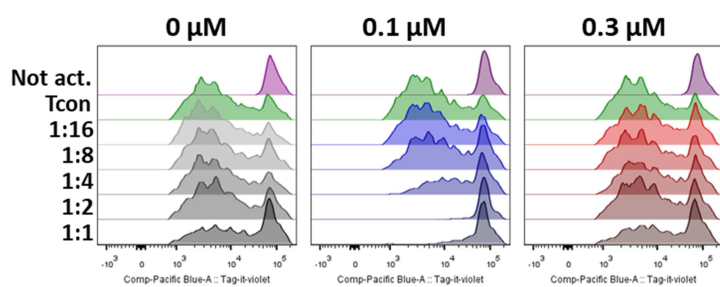 0 µM 0.1 µM 0.3 µM
Not act.
Tcon
1:16
1:8
1:4
1:2
1:1
-10³ 0 10³ 10⁴ 10⁵ -10³ 0 10³ 10⁴ 10⁵ -10³ 0 10³ 10⁴ 10⁵
Comp-Pacific Blue-A :: Tag-it-violet Comp-Pacific Blue-A :: Tag-it-violet Comp-Pacific Blue-A :: Tag-it-violet